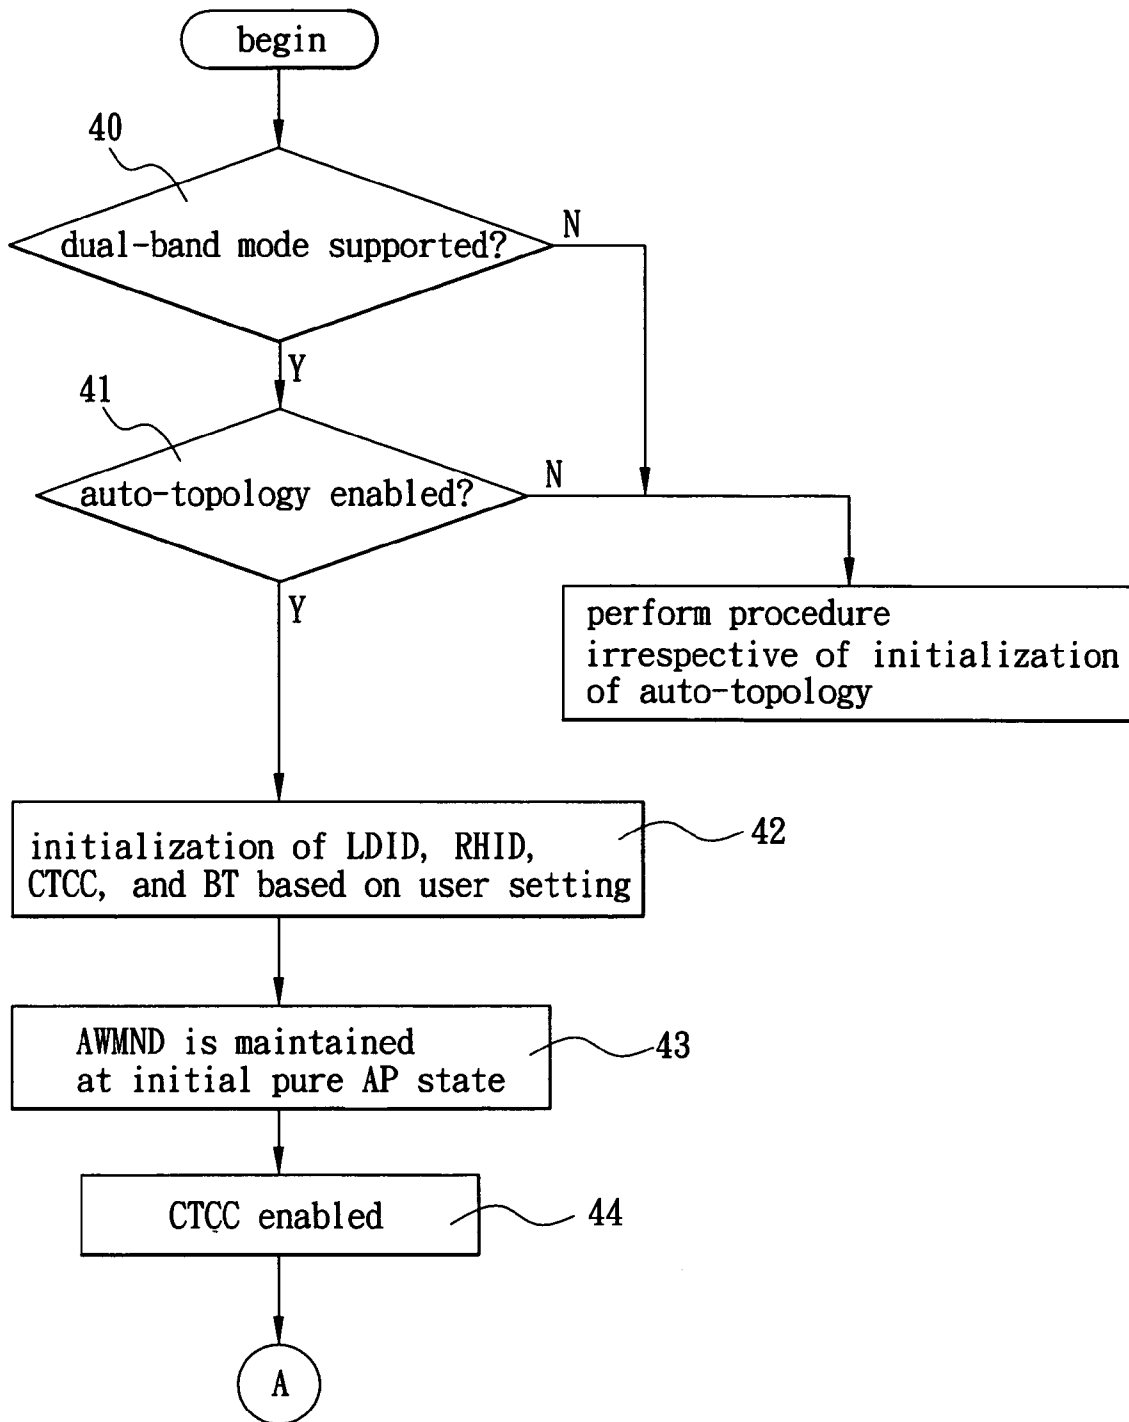 begin
40
dual-band mode supported?
N
Y
41
auto-topology enabled?
N
Y
perform procedure
irrespective of initialization
of auto-topology
initialization of LDID, RHID,
CTCC, and BT based on user setting
42
AWMND is maintained
at initial pure AP state
43
CTCC enabled
44
A